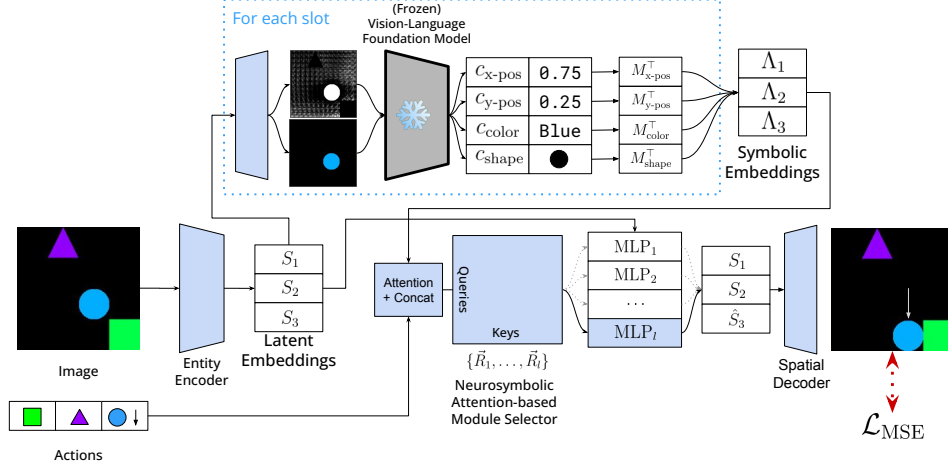 For each slot
(Frozen)
Vision-Language
Foundation Model
C_x-pos 0.75 M^⊤_x-pos
C_y-pos 0.25 M^⊤_y-pos
C_color Blue M^⊤_color
C_shape M^⊤_shape
Λ_1
Λ_2
Λ_3
Symbolic
Embeddings
Image
Entity
Encoder
S_1
S_2
S_3
Latent
Embeddings
Attention
+ Concat
Queries
Keys
{R⃗_1, . . . , R⃗_l}
Neurosymbolic
Attention-based
Module Selector
MLP_1
MLP_2
. . .
MLP_l
S_1
S_2
Ŝ_3
Spatial
Decoder
ℒ_MSE
Actions